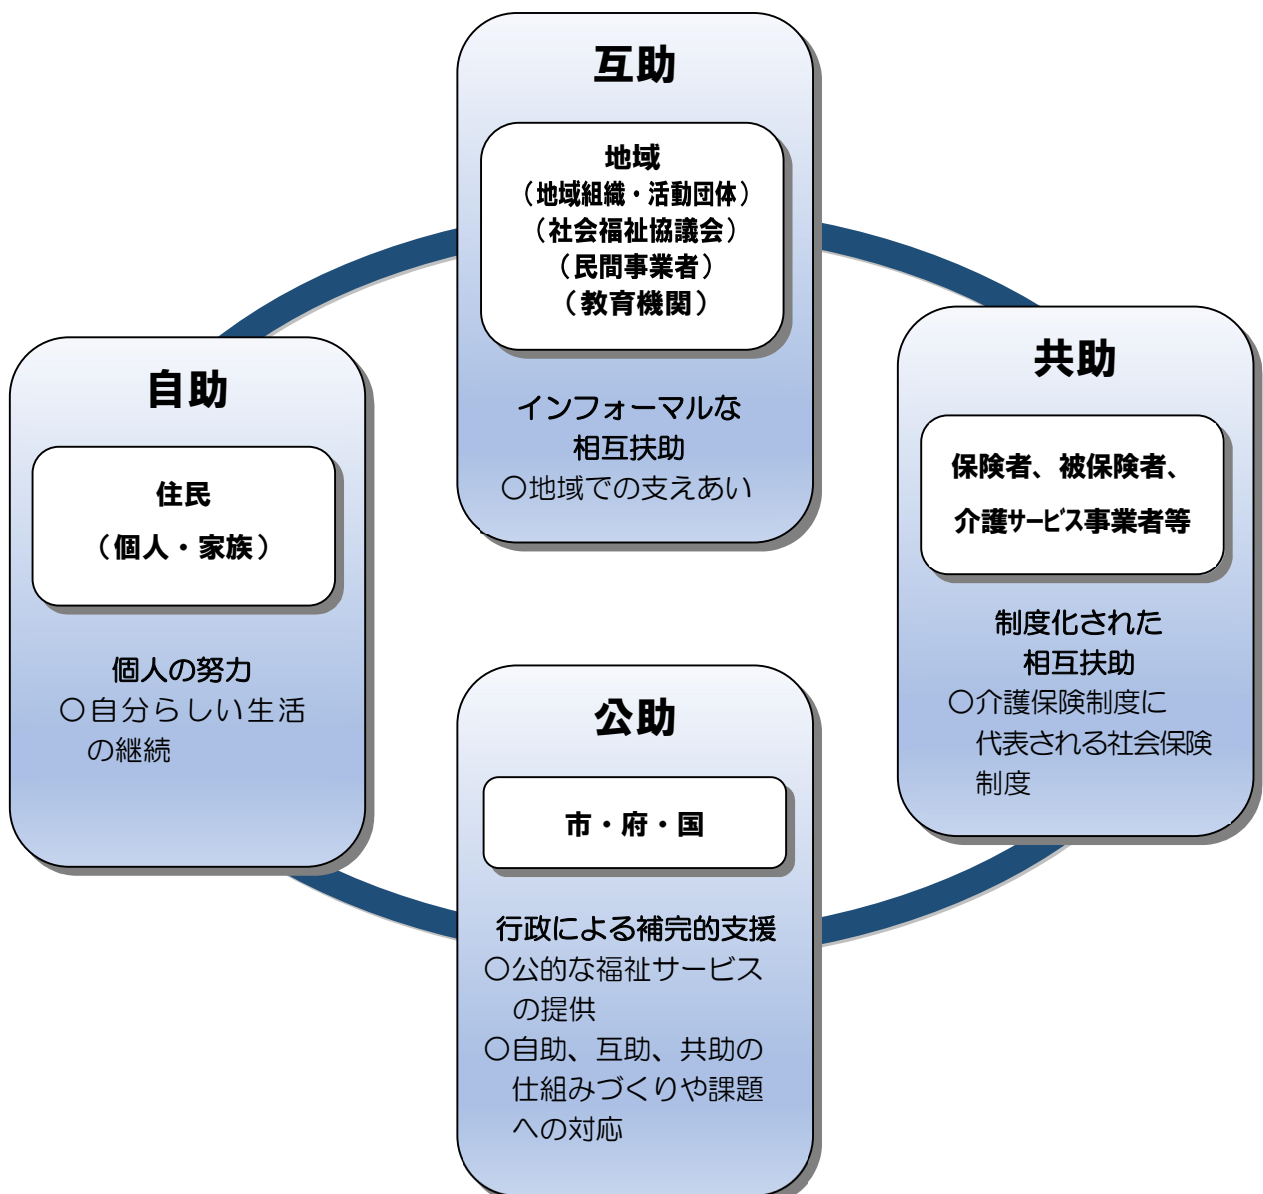 互助
地域
（地域組織・活動団体）
（社会福祉協議会）
（民間事業者）
（教育機関）
インフォーマルな
相互扶助
〇地域での支えあい
自助
住民
（個人・家族）
個人の努力
〇自分らしい生活
の継続
共助
保険者、被保険者、
介護ｻｰﾋﾞｽ事業者等
制度化された
相互扶助
〇介護保険制度に
代表される社会保険
制度
公助
市・府・国
行政による補完的支援
〇公的な福祉サービス
の提供
〇自助、互助、共助の
仕組みづくりや課題
への対応